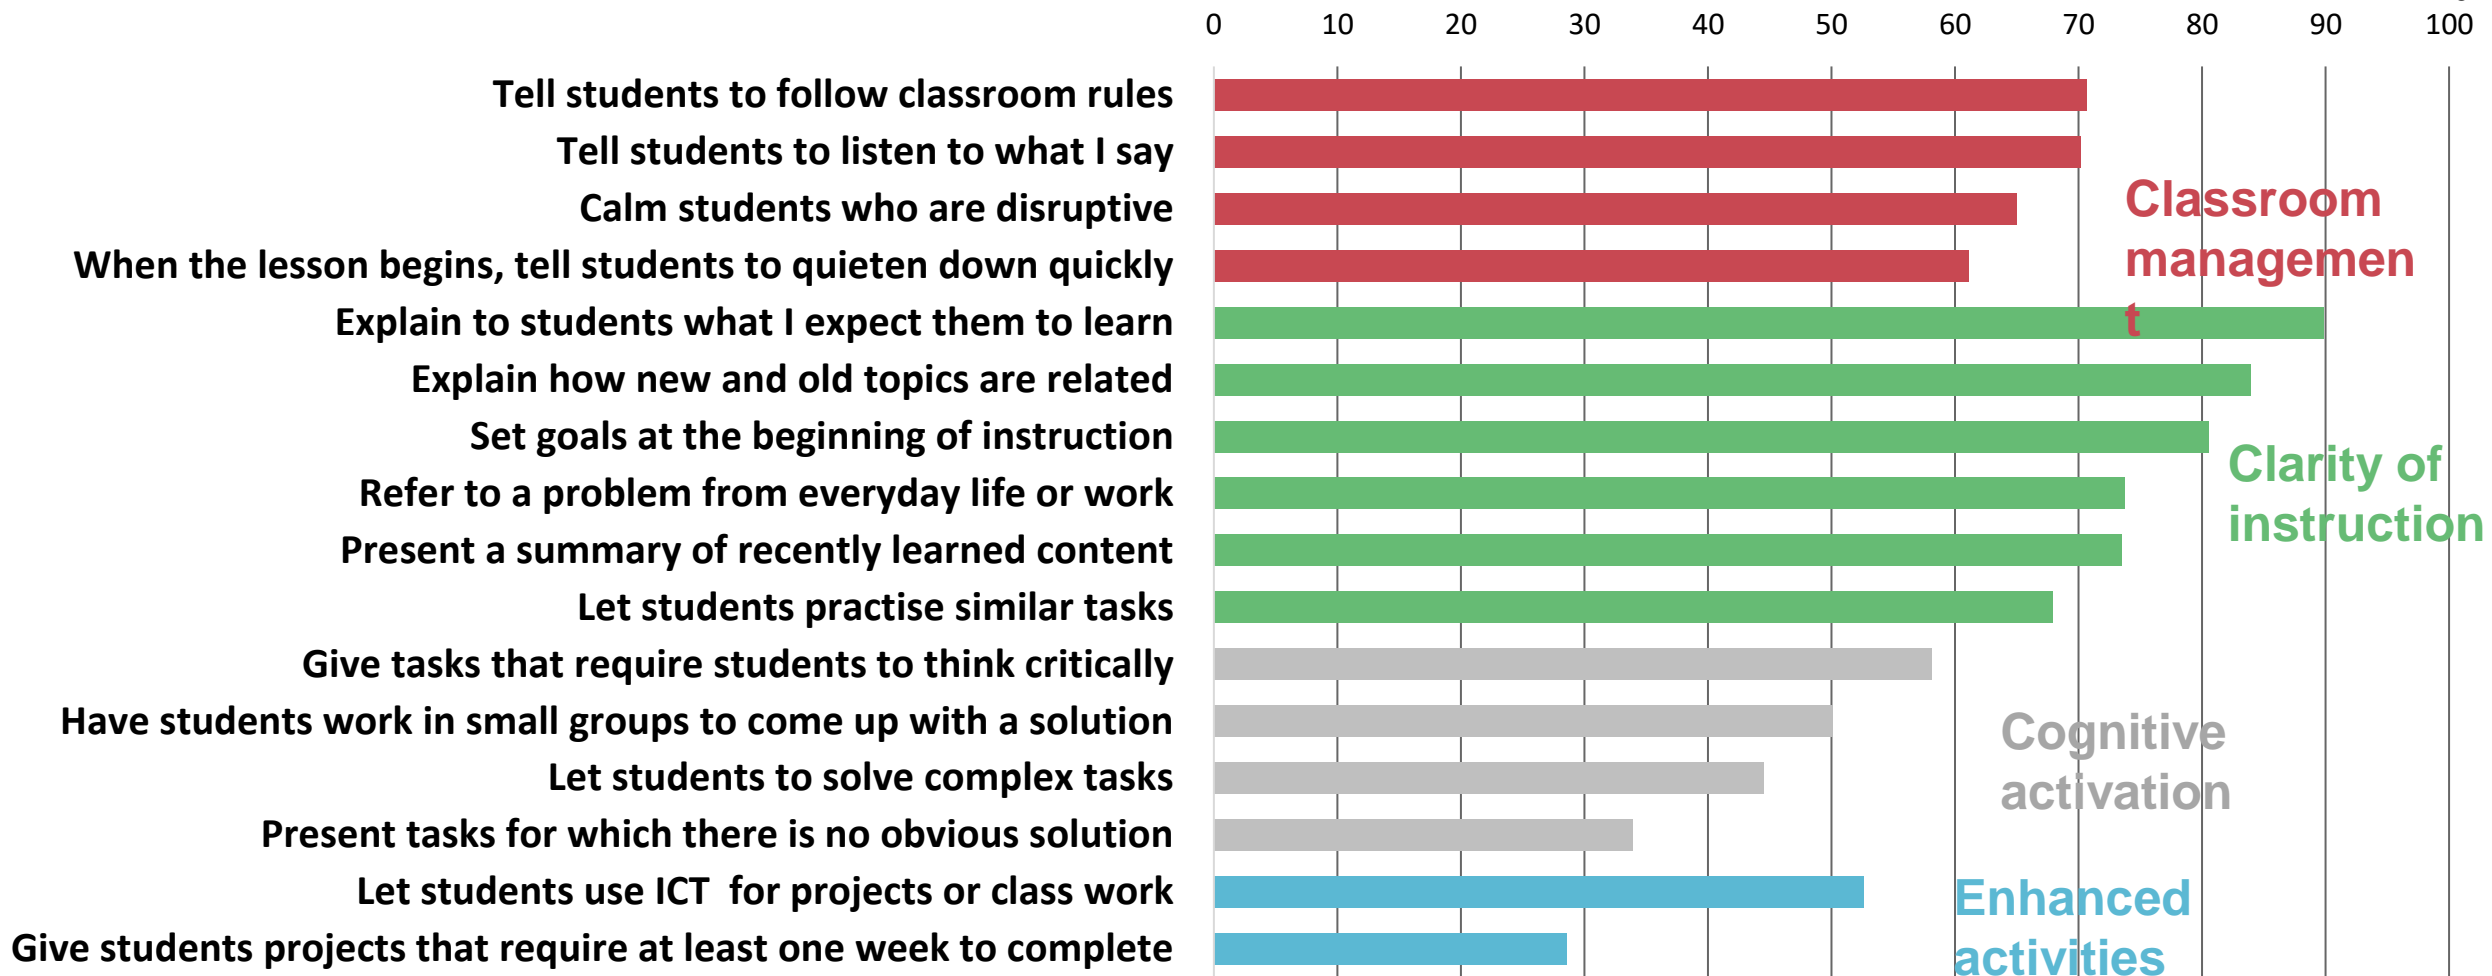 0 10 20 30 40 50 60 70 80 90 100
Tell students to follow classroom rules
Tell students to listen to what I say
Calm students who are disruptive
When the lesson begins, tell students to quieten down quickly
Explain to students what I expect them to learn
Explain how new and old topics are related
Set goals at the beginning of instruction
Refer to a problem from everyday life or work
Present a summary of recently learned content
Let students practise similar tasks
Give tasks that require students to think critically
Have students work in small groups to come up with a solution
Let students to solve complex tasks
Present tasks for which there is no obvious solution
Let students use ICT  for projects or class work
Give students projects that require at least one week to complete
Classroom
managemen
t
Clarity of
instruction
Cognitive
activation
Enhanced
activities